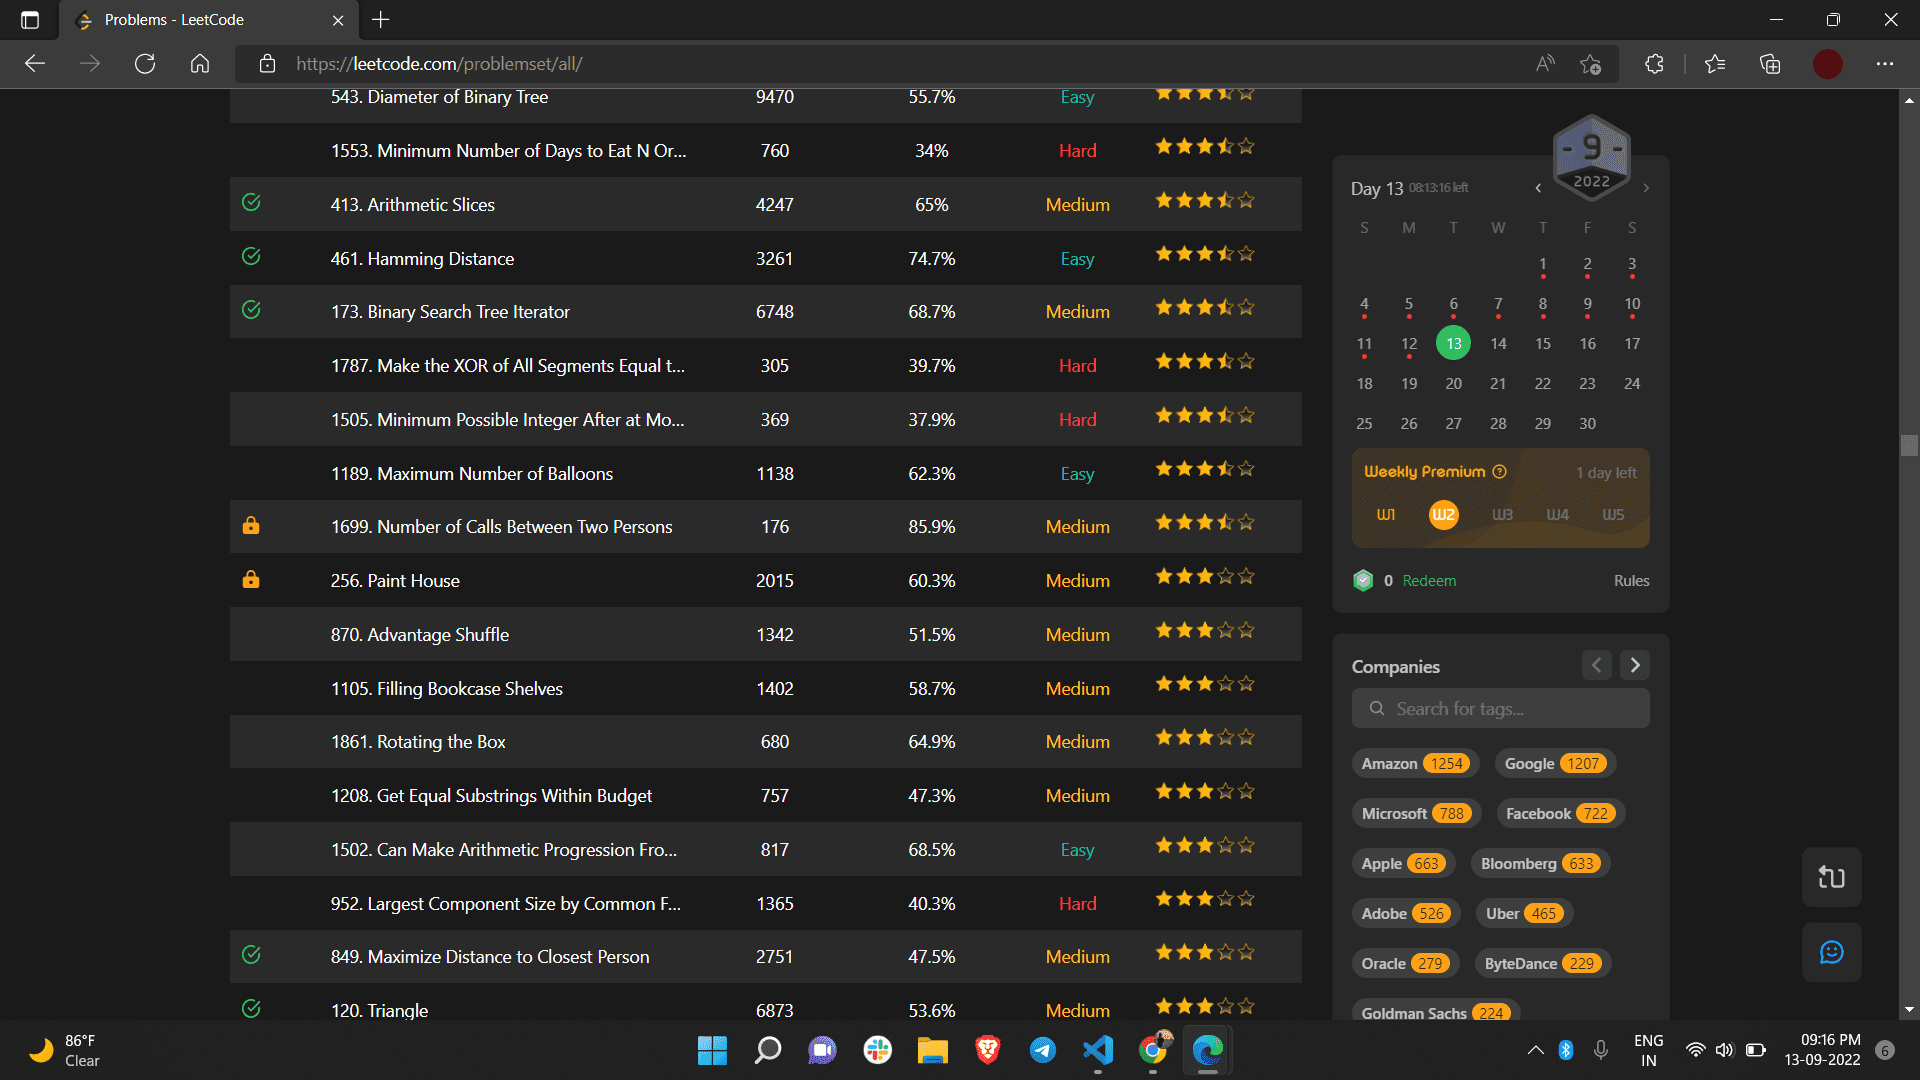 Problems - LeetCode
https://leetcode.com/problemset/all/
543. Diameter of Binary Tree 9470 55.7% Easy
1553. Minimum Number of Days to Eat N Or... 760 34% Hard
413. Arithmetic Slices 4247 65% Medium
461. Hamming Distance 3261 74.7% Easy
173. Binary Search Tree Iterator 6748 68.7% Medium
1787. Make the XOR of All Segments Equal t... 305 39.7% Hard
1505. Minimum Possible Integer After at Mo... 369 37.9% Hard
1189. Maximum Number of Balloons 1138 62.3% Easy
1699. Number of Calls Between Two Persons 176 85.9% Medium
256. Paint House 2015 60.3% Medium
870. Advantage Shuffle 1342 51.5% Medium
1105. Filling Bookcase Shelves 1402 58.7% Medium
1861. Rotating the Box 680 64.9% Medium
1208. Get Equal Substrings Within Budget 757 47.3% Medium
1502. Can Make Arithmetic Progression Fro... 817 68.5% Easy
952. Largest Component Size by Common F... 1365 40.3% Hard
849. Maximize Distance to Closest Person 2751 47.5% Medium
120. Triangle 6873 53.6% Medium
9
2022
Day 13 08:13:16 left
S M T W T F S
1 2 3
4 5 6 7 8 9 10
11 12 13 14 15 16 17
18 19 20 21 22 23 24
25 26 27 28 29 30
Weekly Premium 1 day left
W1 W2 W3 W4 W5
0 Redeem Rules
Companies
Search for tags...
Amazon 1254 Google 1207
Microsoft 788 Facebook 722
Apple 663 Bloomberg 633
Adobe 526 Uber 465
Oracle 279 ByteDance 229
Goldman Sachs 224
86°F
Clear
ENG
IN
09:16 PM
13-09-2022
6